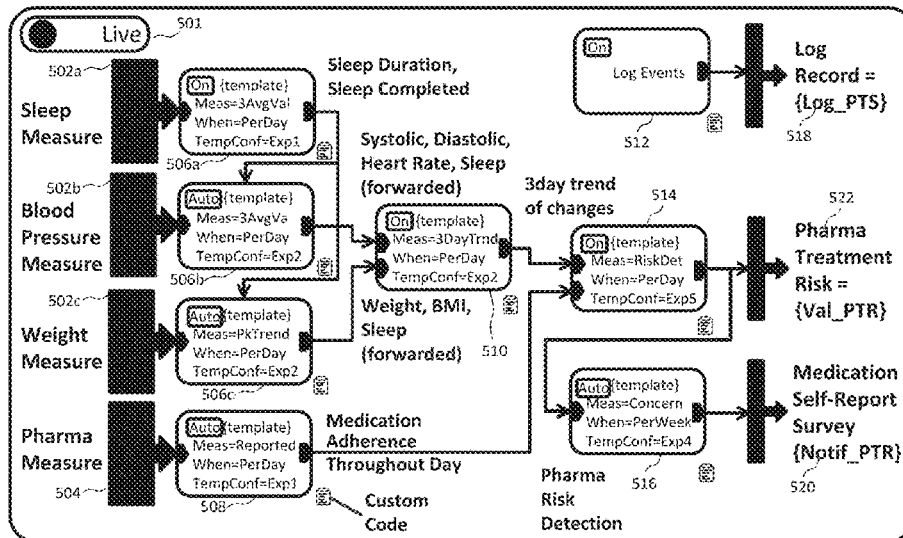 Live
501
502a
Sleep
Measure
On {template}
Meas=3AvgVal
When=PerDay
TempConf=Exp1
506a
Sleep Duration,
Sleep Completed
502b
Blood
Pressure
Measure
Auto {template}
Meas=3AvgVa
When=PerDay
TempConf=Exp2
506b
Systolic, Diastolic,
Heart Rate, Sleep
(forwarded)
502c
Weight
Measure
Auto {template}
Meas=PkTrend
When=PerDay
TempConf=Exp2
506c
On {template}
Meas=3DayTrnd
When=PerDay
TempConf=Exp2
510
Weight, BMI,
Sleep
(forwarded)
Pharma
Measure
504
Auto {template}
Meas=Reported
When=PerDay
TempConf=Exp1
508
Medication
Adherence
Throughout Day
Custom
Code
On
Log Events
512
Log
Record =
{Log_PTS}
518
3day trend
of changes
514
On {template}
Meas=RiskDet
When=PerDay
TempConf=Exp5
522
Pharma
Treatment
Risk =
{Val_PTR}
Auto {template}
Meas=Concern
When=PerWeek
TempConf=Exp4
516
Pharma
Risk
Detection
Medication
Self-Report
Survey
{Notif_PTR}
520